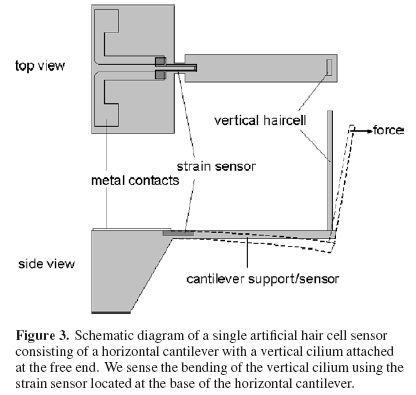 top view
vertical haircell
force
strain sensor
metal contacts
side view
cantilever support/sensor
Figure 3. Schematic diagram of a single artificial hair cell sensor
consisting of a horizontal cantilever with a vertical cilium attached
at the free end. We sense the bending of the vertical cilium using the
strain sensor located at the base of the horizontal cantilever.